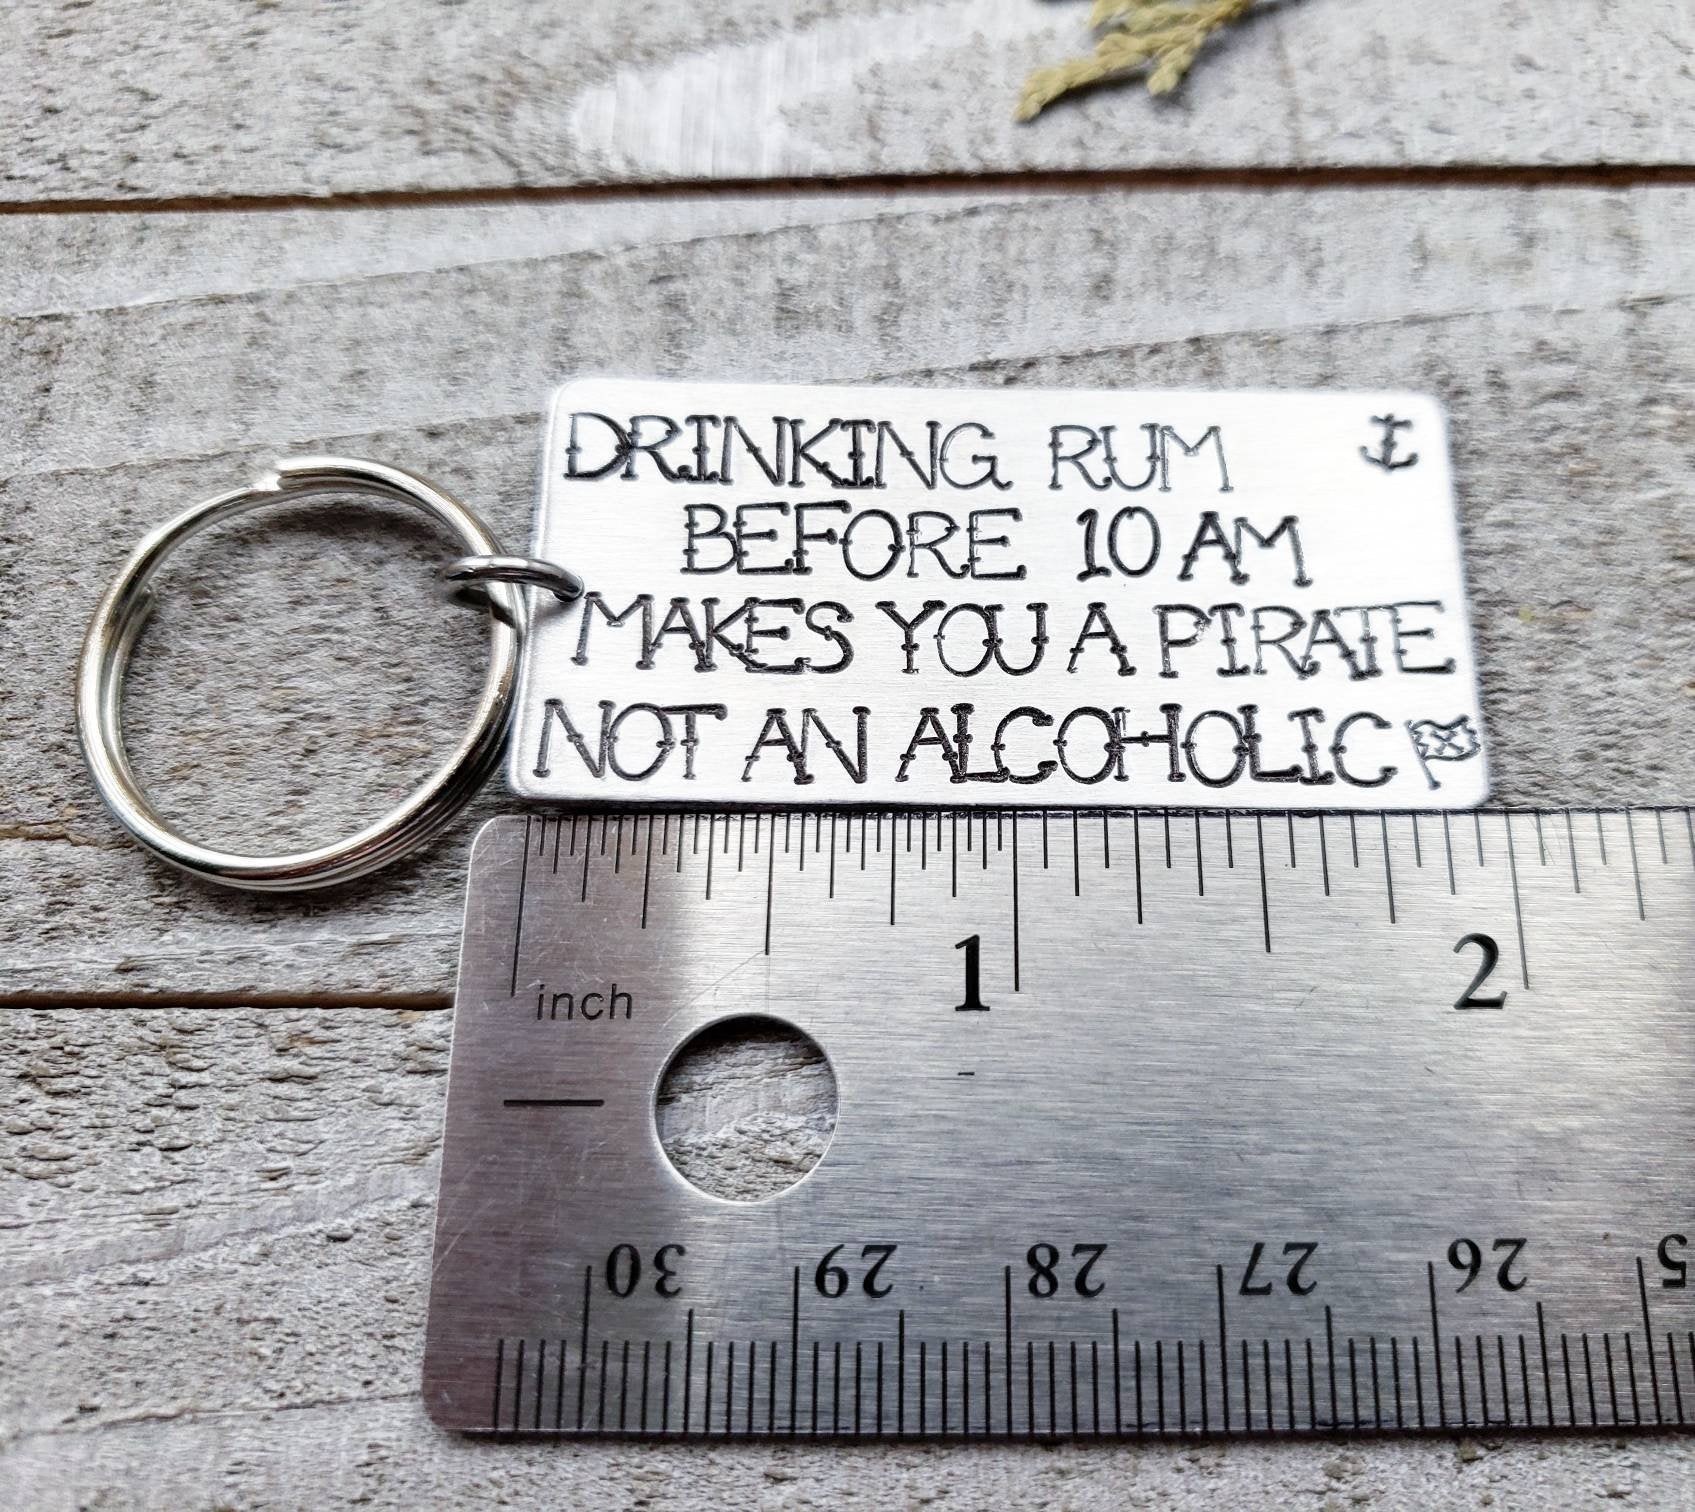 DRINKING RUM
BEFORE 10 AM
MAKES YOU A PIRATE
NOT AN ALCOHOLIC
1 2
inch
30 29 28 27 26